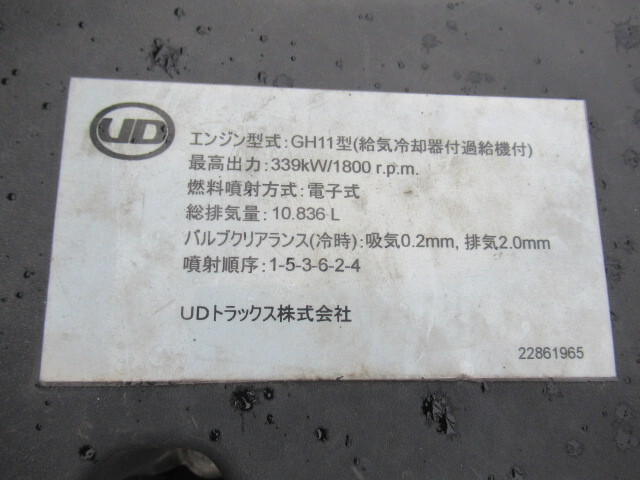 UD
エンジン型式:GH11型(給気冷却器付過給機付)
最高出力:339kW/1800 r.p.m.
燃料噴射方式:電子式
総排気量:10.836 L
バルブクリアランス(冷時):吸気0.2mm, 排気2.0mm
噴射順序:1-5-3-6-2-4
UDトラックス株式会社
22861965